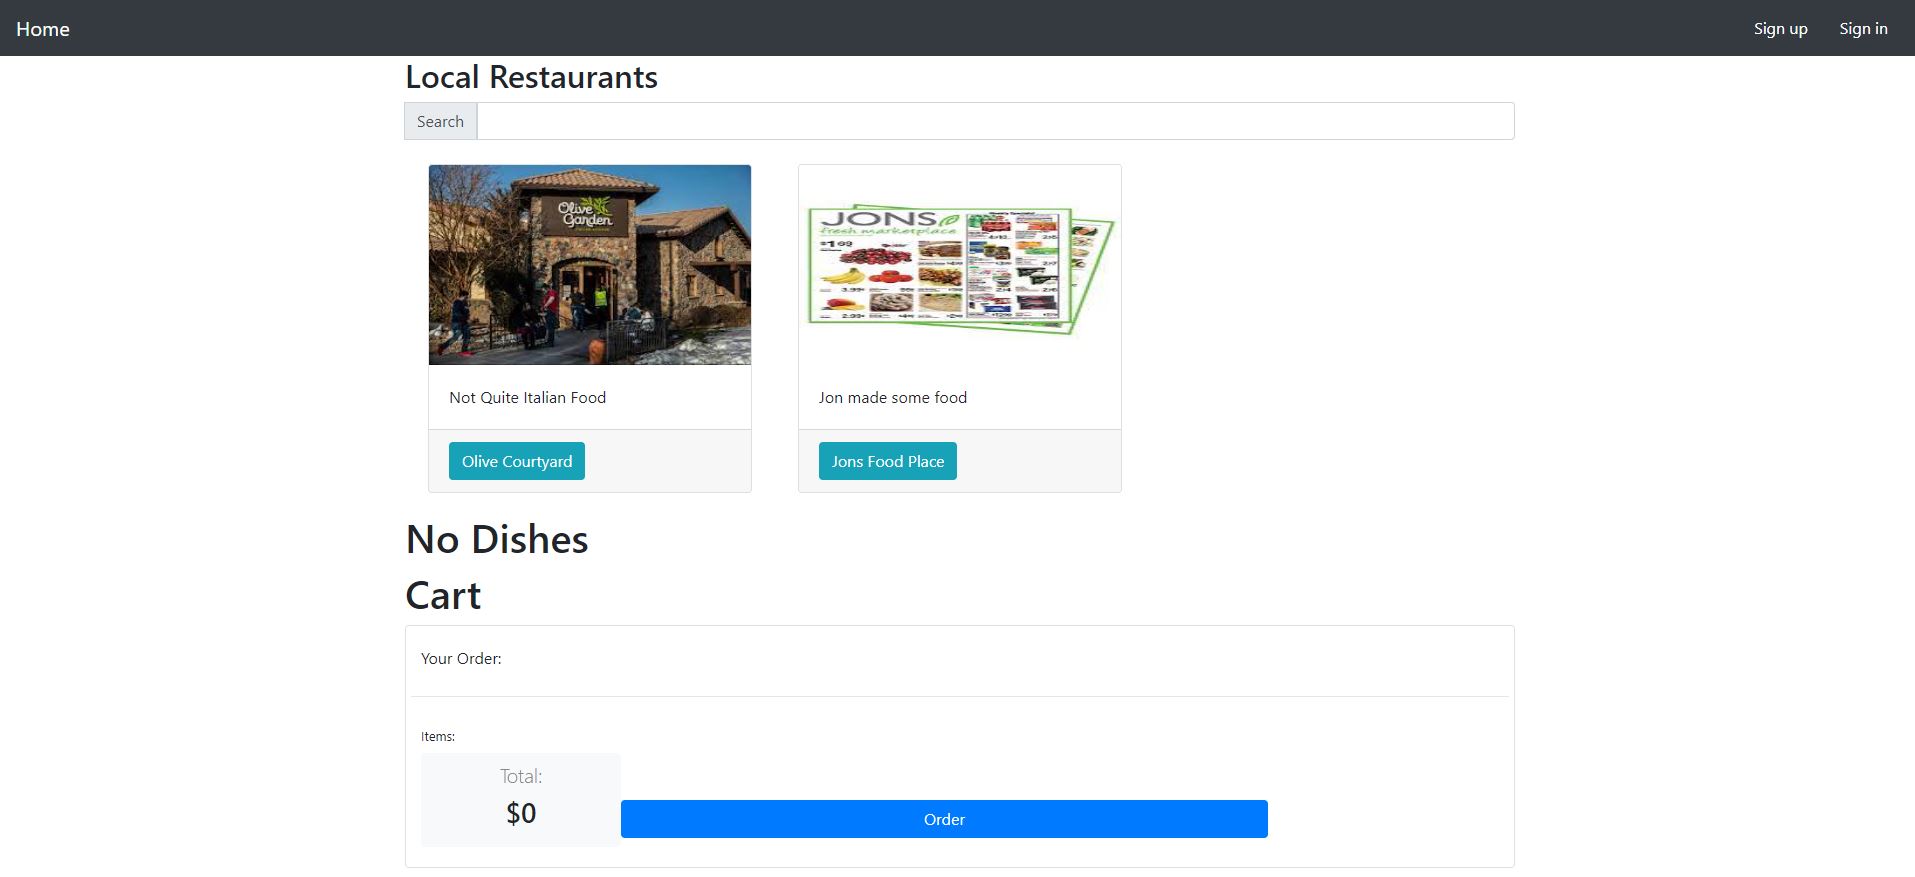 Home
Sign up
Sign in
Local Restaurants
Search
Olive
Garden
JONS
fresh marketplace
Not Quite Italian Food
Jon made some food
Olive Courtyard
Jons Food Place
No Dishes
Cart
Your Order:
Items:
Total:
$0
Order